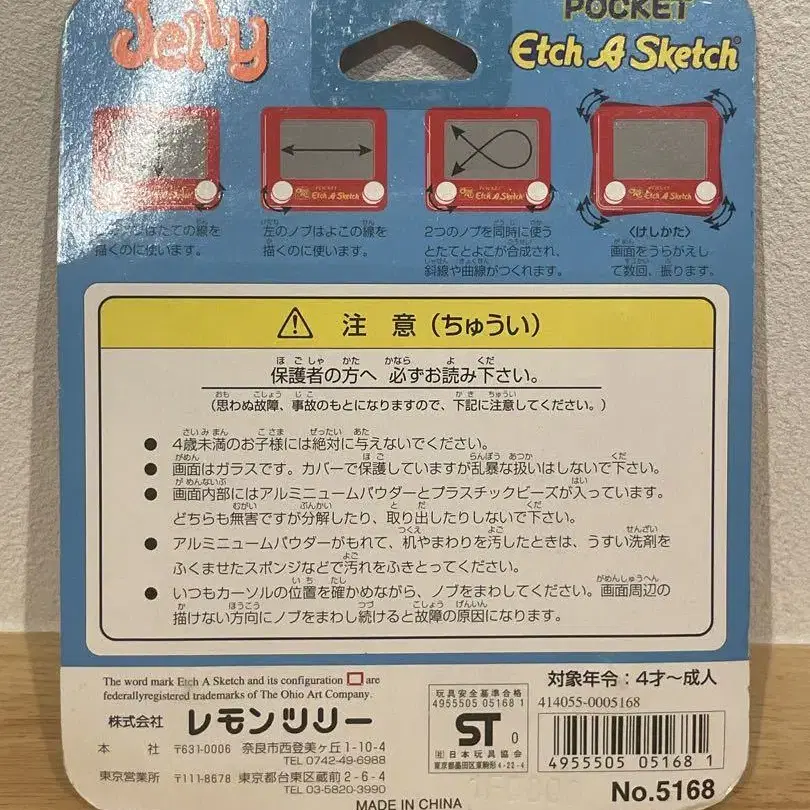 Jelly
POCKET
Etch A Sketch®
たての線を
描くのに使います。
左のノブはよこの線を
描くのに使います。
2つのノブを同時に使う
とたてとよこが合成され、
斜線や曲線がつくれます。
〈けしかた〉
画面をうらがえし
て数回、振ります。
⚠ 注 意(ちゅうい)
保護者の方へ 必ずお読み下さい。
(思わぬ故障、事故のもとになりますので、下記に注意してください。)
● 4歳未満のお子様には絶対に与えないでください。
● 画面はガラスです。カバーで保護していますが乱暴な扱いはしないで下さい。
● 画面内部にはアルミニュームパウダーとプラスチックビーズが入っています。
どちらも無害ですが分解したり、取り出したりしないで下さい。
● アルミニュームパウダーがもれて、机やまわりを汚したときは、うすい洗剤を
ふくませたスポンジなどで汚れをふきとってください。
● いつもカーソルの位置を確かめながら、ノブをまわしてください。画面周辺の
描けない方向にノブをまわし続けると故障の原因になります。
The word mark Etch A Sketch and its configuration are
federallyregistered trademarks of The Ohio Art Company.
株式会社 レモンツリー
本 社 〒631-0006 奈良市西登美ヶ丘1-10-4
TEL 0742-49-6988
東京営業所 〒111-8678 東京都台東区蔵前2-6-4
TEL 03-5820-3990
MADE IN CHINA
玩具安全基準合格
4955505 05168 1
ST 0
(社)日本玩具協会
東京都墨田区東駒形4-22-4
対象年令:4才〜成人
414055-0005168
4 955505 05168 1
No.5168